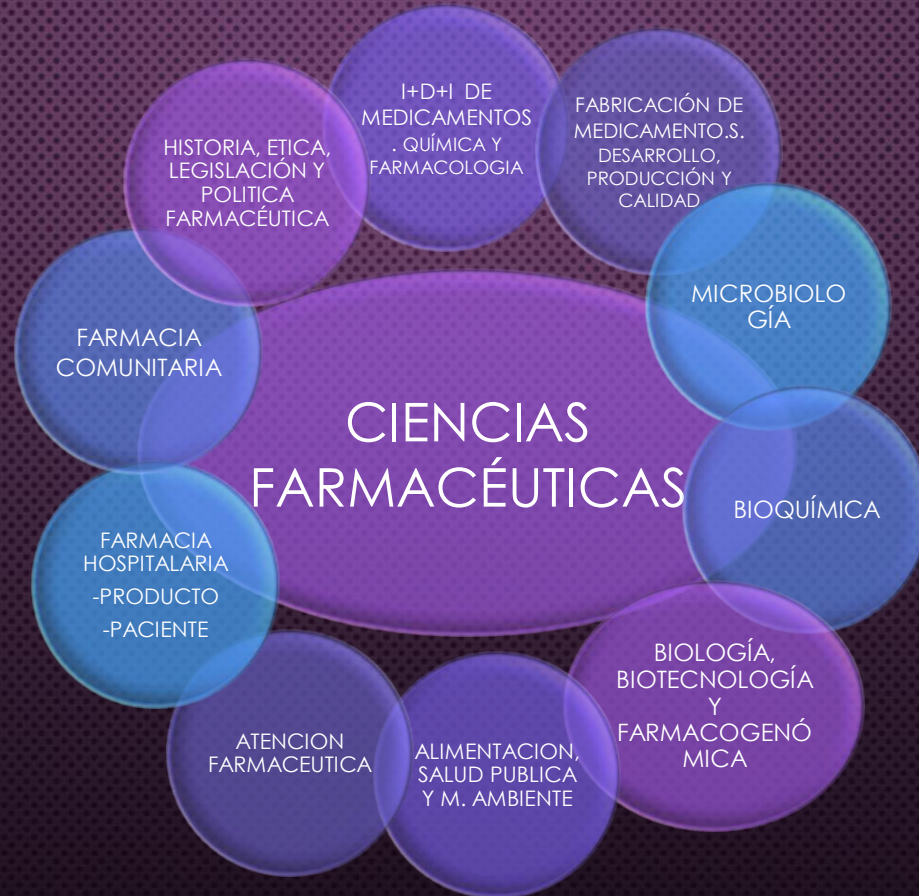 I+D+I DE
MEDICAMENTOS
. QUÍMICA Y
FARMACOLOGIA
FABRICACIÓN DE
MEDICAMENTO.S.
DESARROLLO,
PRODUCCIÓN Y
CALIDAD
MICROBIOLO
GÍA
BIOQUÍMICA
BIOLOGÍA,
BIOTECNOLOGÍA
Y
FARMACOGENÓ
MICA
ALIMENTACION,
SALUD PUBLICA
Y M. AMBIENTE
ATENCION
FARMACEUTICA
FARMACIA
HOSPITALARIA
-PRODUCTO
-PACIENTE
FARMACIA
COMUNITARIA
HISTORIA, ETICA,
LEGISLACIÓN Y
POLITICA
FARMACÉUTICA
CIENCIAS
FARMACÉUTICAS